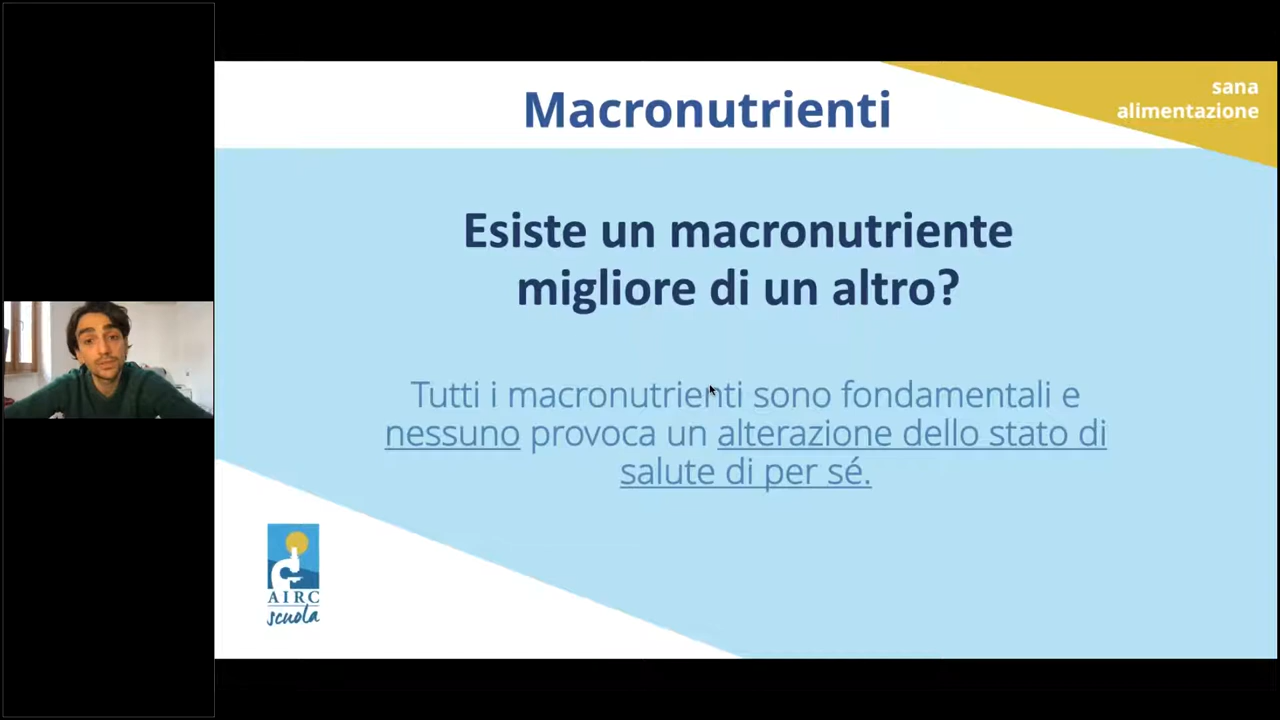 Macronutrienti
sana
alimentazione
Esiste un macronutriente
migliore di un altro?
Tutti i macronutrienti sono fondamentali e
nessuno provoca un alterazione dello stato di
salute di per sé.
AIRC
scuola